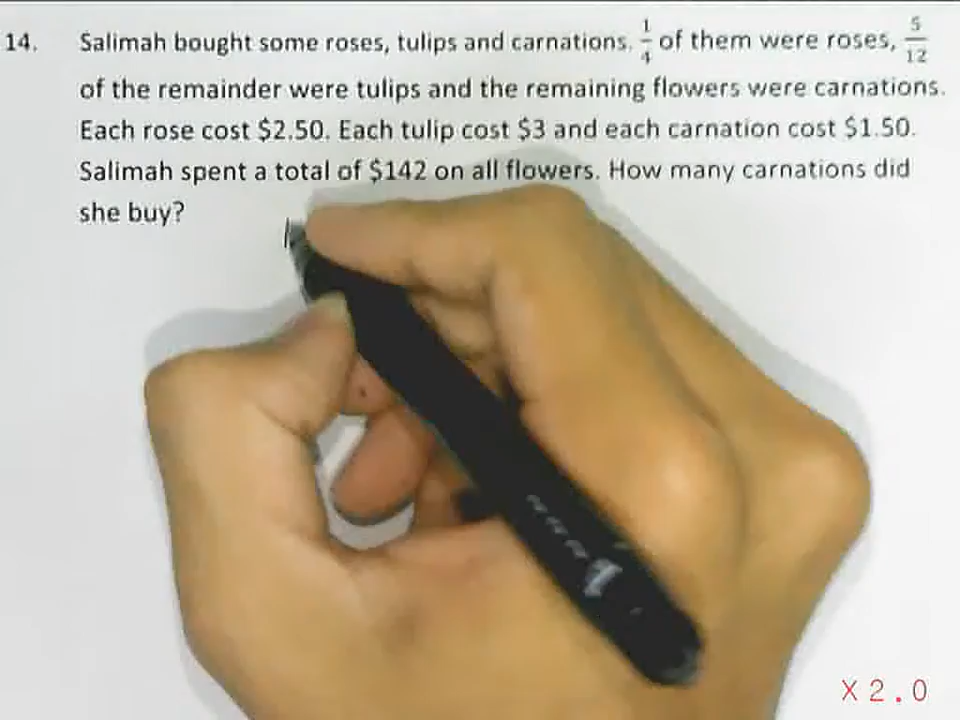 14. Salimah bought some roses, tulips and carnations. 1/4 of them were roses, 5/12
of the remainder were tulips and the remaining flowers were carnations.
Each rose cost $2.50. Each tulip cost $3 and each carnation cost $1.50.
Salimah spent a total of $142 on all flowers. How many carnations did
she buy?
X2.0